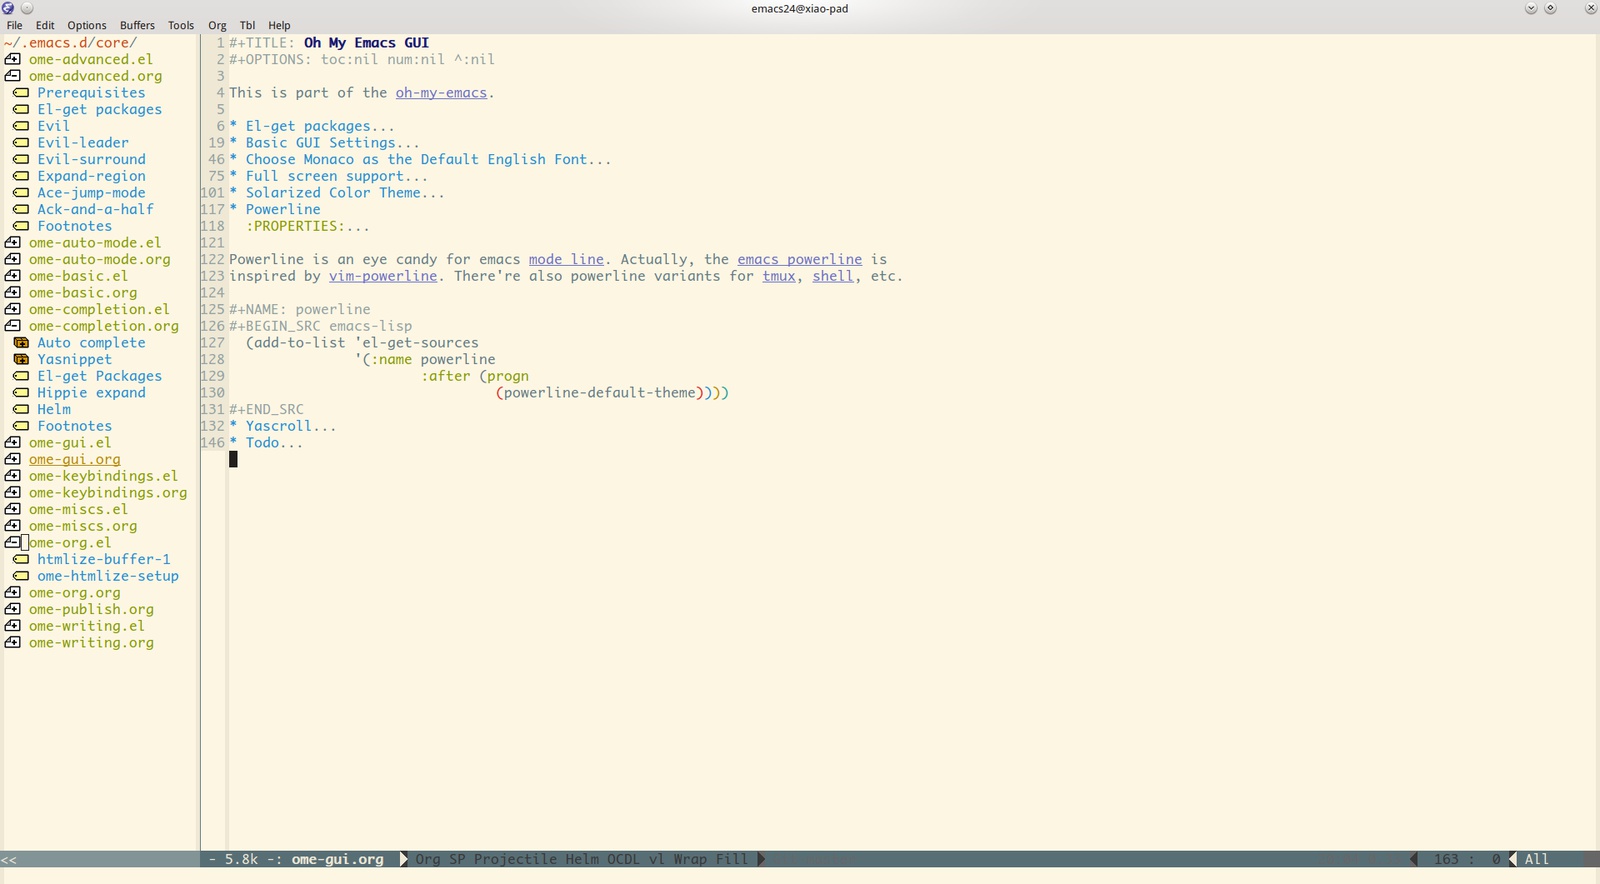 emacs24@xiao-pad
File Edit Options Buffers Tools Org Tbl Help
~/.emacs.d/core/
ome-advanced.el
ome-advanced.org
Prerequisites
El-get packages
Evil
Evil-leader
Evil-surround
Expand-region
Ace-jump-mode
Ack-and-a-half
Footnotes
ome-auto-mode.el
ome-auto-mode.org
ome-basic.el
ome-basic.org
ome-completion.el
ome-completion.org
Auto complete
Yasnippet
El-get Packages
Hippie expand
Helm
Footnotes
ome-gui.el
ome-gui.org
ome-keybindings.el
ome-keybindings.org
ome-miscs.el
ome-miscs.org
ome-org.el
htmlize-buffer-1
ome-htmlize-setup
ome-org.org
ome-publish.org
ome-writing.el
ome-writing.org
1 #+TITLE: Oh My Emacs GUI
2 #+OPTIONS: toc:nil num:nil ^:nil
3
4 This is part of the oh-my-emacs.
5
6 * El-get packages...
19 * Basic GUI Settings...
46 * Choose Monaco as the Default English Font...
75 * Full screen support...
101 * Solarized Color Theme...
117 * Powerline
118 :PROPERTIES:...
121
122 Powerline is an eye candy for emacs mode line. Actually, the emacs powerline is
123 inspired by vim-powerline. There're also powerline variants for tmux, shell, etc.
124
125 #+NAME: powerline
126 #+BEGIN_SRC emacs-lisp
127 (add-to-list 'el-get-sources
128 '(:name powerline
129 :after (progn
130 (powerline-default-theme))))
131 #+END_SRC
132 * Yascroll...
146 * Todo...
<< - 5.8k -: ome-gui.org Org SP Projectile Helm OCDL vl Wrap Fill 163 : 0 All